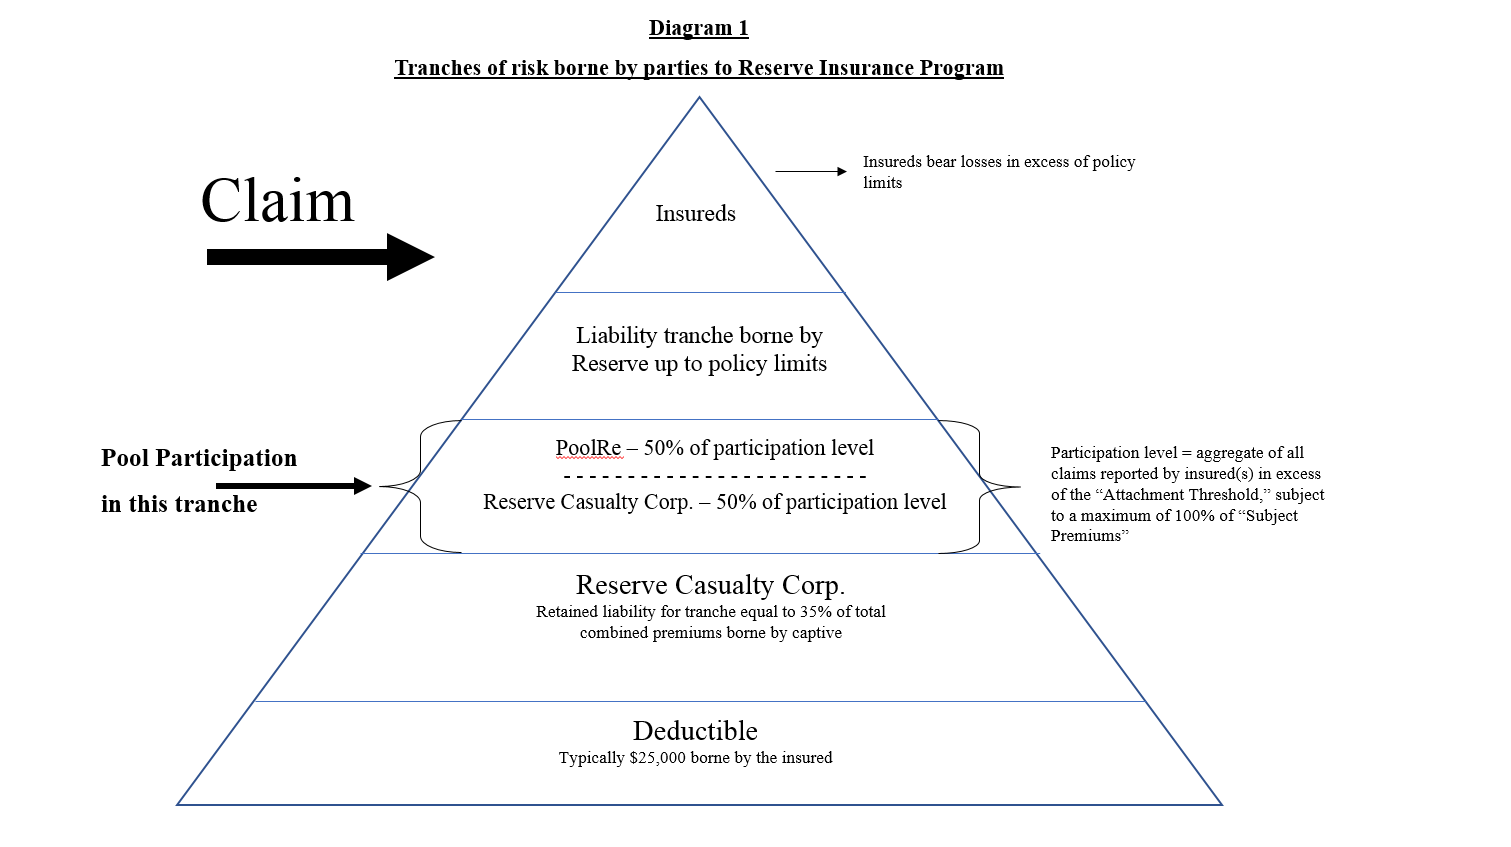 Diagram 1
Tranches of risk borne by parties to Reserve Insurance Program
Claim
Insureds bear losses in excess of policy
limits
Insureds
Liability tranche borne by
Reserve up to policy limits
Pool Participation
in this tranche
PoolRe – 50% of participation level
Reserve Casualty Corp. – 50% of participation level
Participation level = aggregate of all
claims reported by insured(s) in excess
of the “Attachment Threshold,” subject
to a maximum of 100% of “Subject
Premiums”
Reserve Casualty Corp.
Retained liability for tranche equal to 35% of total
combined premiums borne by captive
Deductible
Typically $25,000 borne by the insured